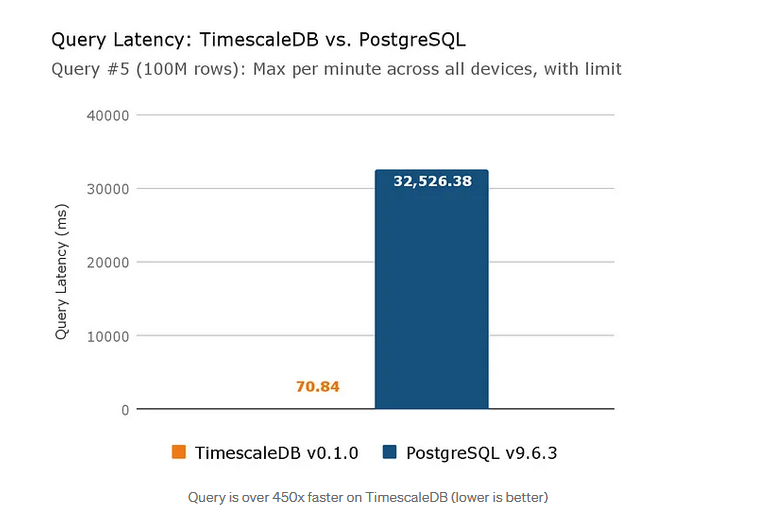 Query Latency: TimescaleDB vs. PostgreSQL
Query #5 (100M rows): Max per minute across all devices, with limit
40000
30000
20000
10000
0
Query Latency (ms)
70.84
32,526.38
TimescaleDB v0.1.0
PostgreSQL v9.6.3
Query is over 450x faster on TimescaleDB (lower is better)